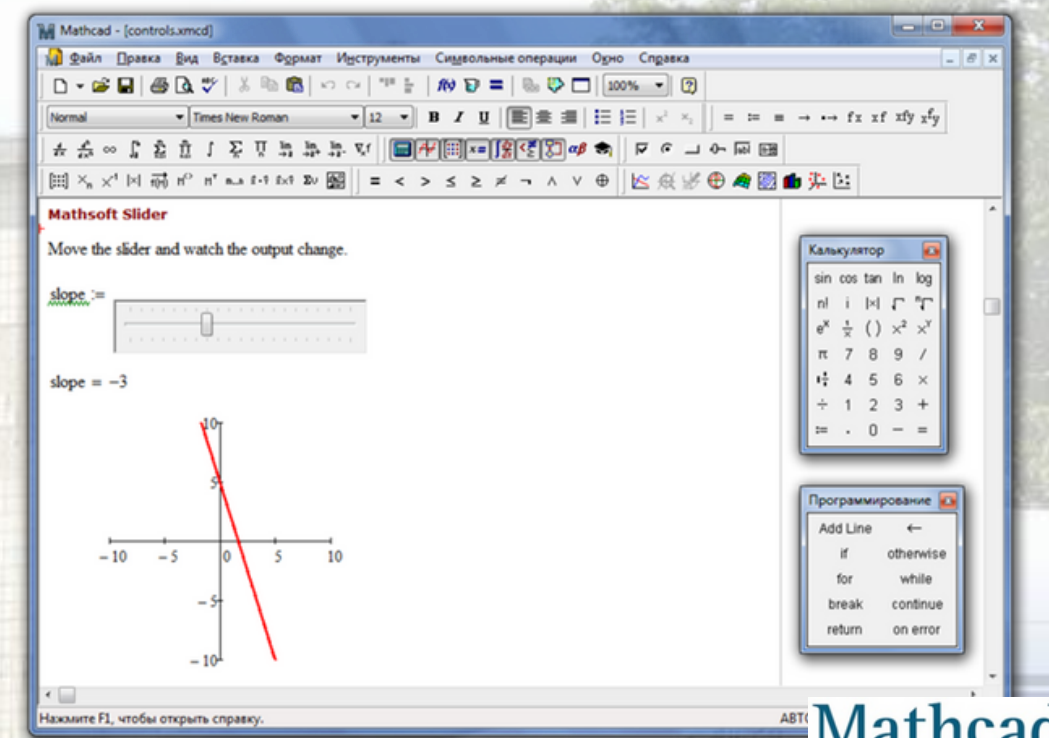 Mathcad - [controls.xmcd]
Файл Правка Вид Вставка Формат Инструменты Символьные операции Окно Справка
100%
Normal Times New Roman 12 B I U
Mathsoft Slider
Move the slider and watch the output change.
slope :=
slope = −3
10
5
−10 −5 0 5 10
−5
−10
Калькулятор
sin cos tan ln log
n! i |×| √ ⁿ√
eˣ 1/x ( ) ×² ×ʸ
π 7 8 9 /
4 5 6 ×
÷ 1 2 3 +
:= . 0 − =
Программирование
Add Line ←
if otherwise
for while
break continue
return on error
Нажмите F1, чтобы открыть справку.
Mathcad